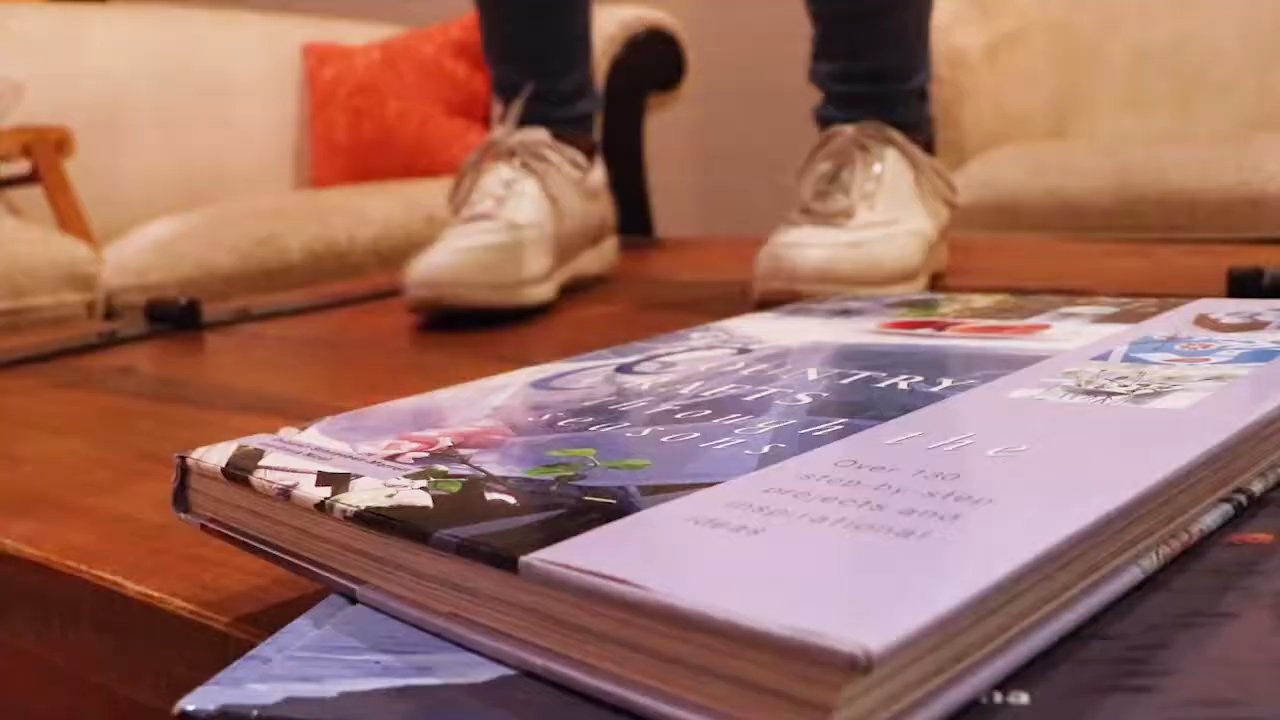 COUNTRY
CRAFTS
through
the
seasons
Over 130
step-by-step
projects and
inspirational
ideas